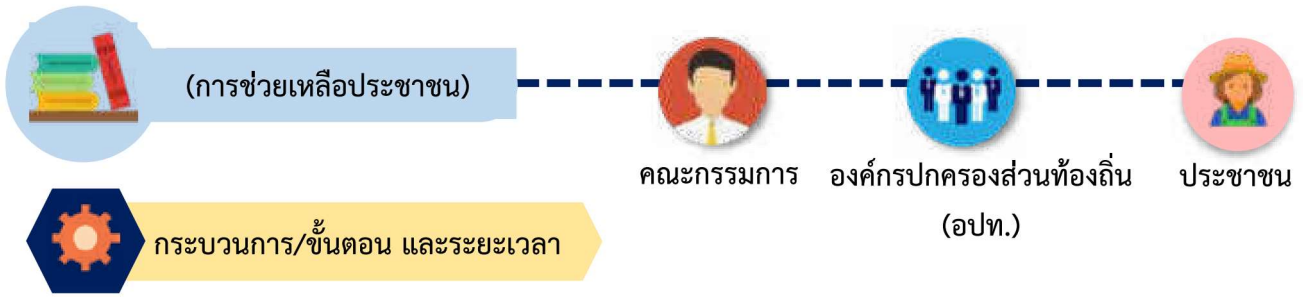 (การช่วยเหลือประชาชน)
คณะกรรมการ
องค์กรปกครองส่วนท้องถิ่น
(อปท.)
ประชาชน
กระบวนการ/ขั้นตอน และระยะเวลา